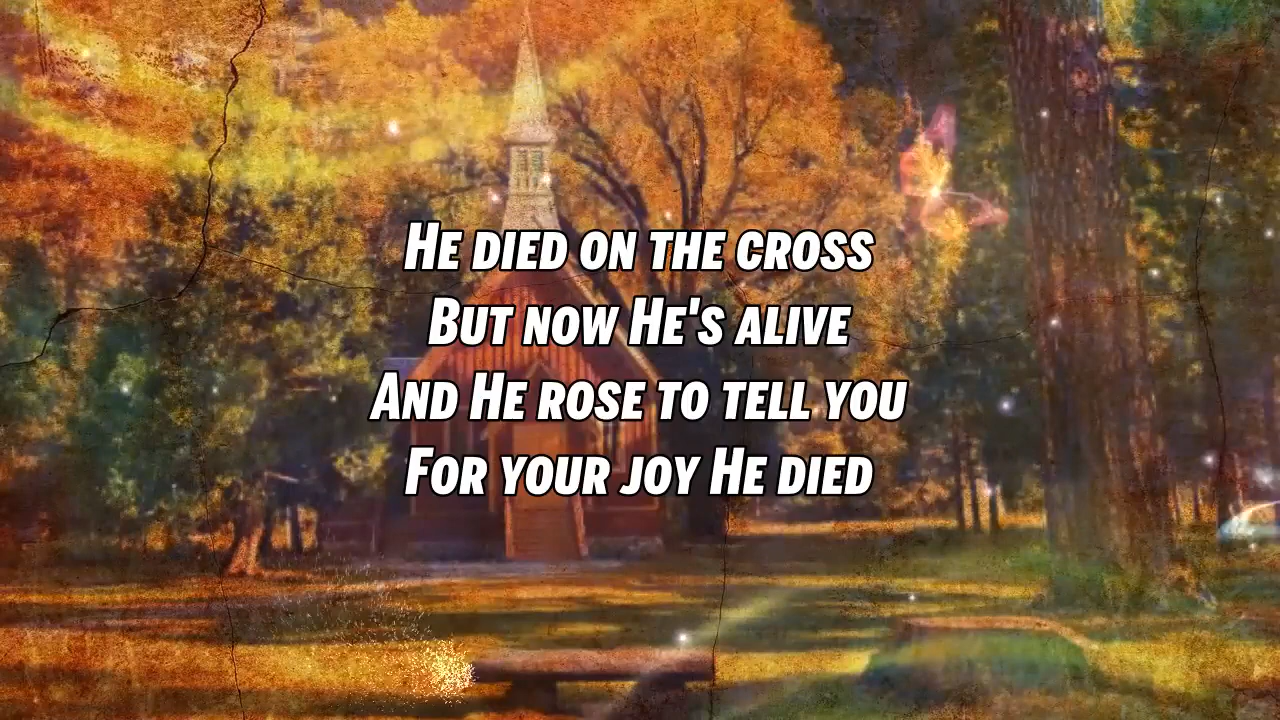 He died on the cross
But now He's alive
And He rose to tell you
For your joy He died